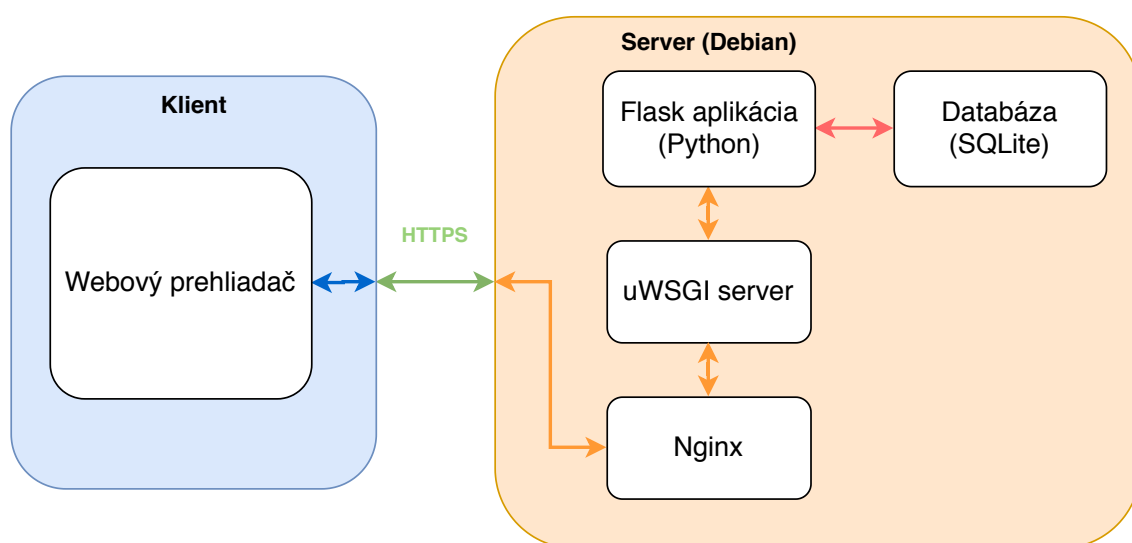 Klient
Webový prehliadač
HTTPS
Server (Debian)
Flask aplikácia
(Python)
Databáza
(SQLite)
uWSGI server
Nginx